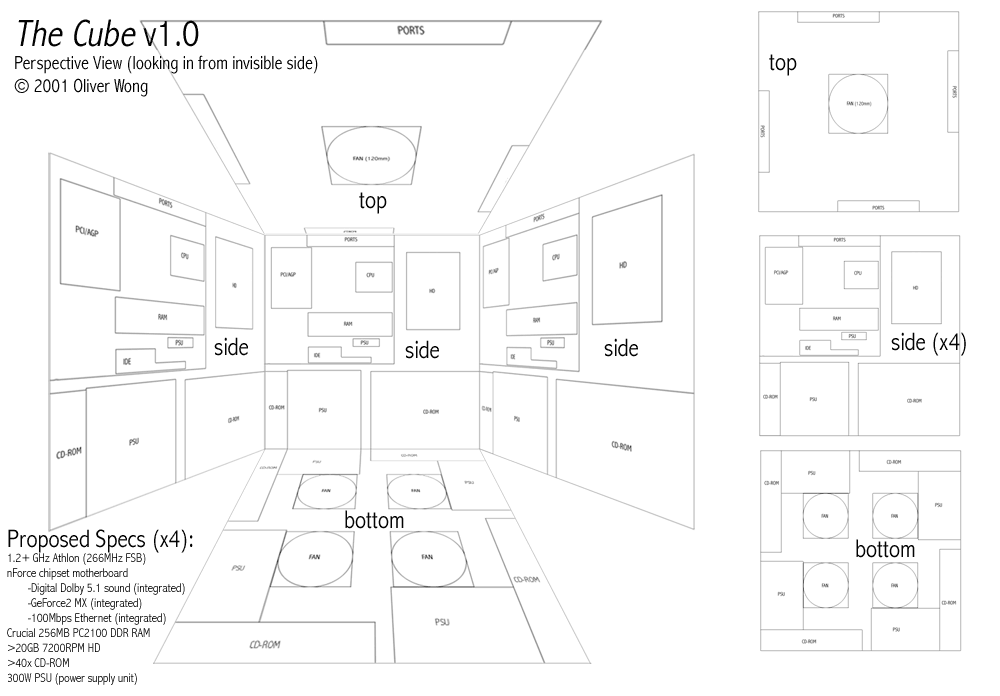 The Cube v1.0
Perspective View (looking in from invisible side)
© 2001 Oliver Wong
PORTS
FAN (120mm)
top
PORTS
PCI/AGP
CPU
HD
RAM
PSU
IDE
side
CD-ROM
PSU
CD-ROM
PORTS
PORTS
PCI/AGP
CPU
HD
RAM
PSU
IDE
side
CD-ROM
PSU
CD-ROM
PORTS
PCI/AGP
CPU
HD
RAM
PSU
IDE
side
CD-ROM
PSU
CD-ROM
CD-ROM
PSU
CD-ROM
PSU
FAN
FAN
bottom
FAN
FAN
PSU
CD-ROM
PSU
CD-ROM
Proposed Specs (x4):
1.2+ GHz Athlon (266MHz FSB)
nForce chipset motherboard
-Digital Dolby 5.1 sound (integrated)
-GeForce2 MX (integrated)
-100Mbps Ethernet (integrated)
Crucial 256MB PC2100 DDR RAM
>20GB 7200RPM HD
>40x CD-ROM
300W PSU (power supply unit)
PORTS
top
FAN (120mm)
PORTS
PORTS
PORTS
PORTS
PCI/AGP
CPU
HD
RAM
PSU
IDE
side (x4)
CD-ROM
PSU
CD-ROM
CD-ROM
PSU
CD-ROM
PSU
FAN
FAN
bottom
FAN
FAN
PSU
CD-ROM
PSU
CD-ROM